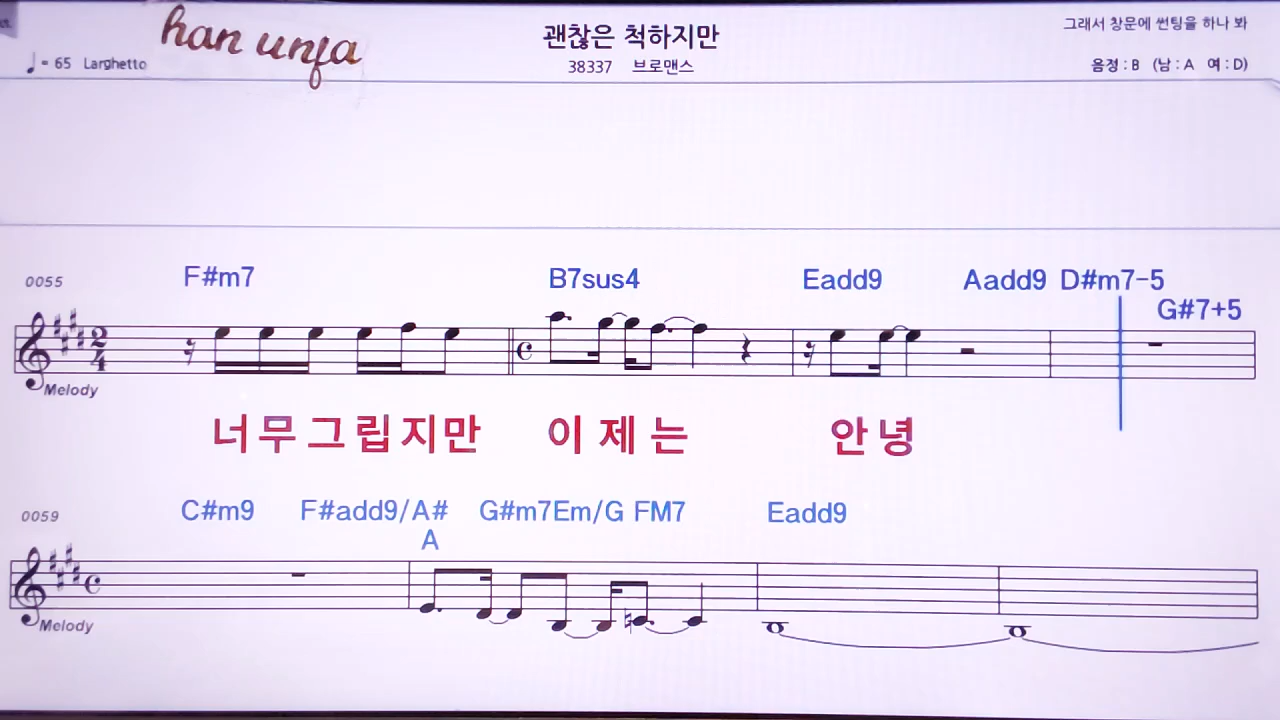 han unfa
괜찮은 척하지만
그래서 창문에 썬팅을 하나 봐
= 65 Larghetto
38337 브로맨스
음정 : B (남 : A 여 : D)
0055 F#m7 B7sus4 Eadd9 Aadd9 D#m7-5
G#7+5
2
4
Melody
너무그립지만 이제는 안녕
0059 C#m9 F#add9/A# G#m7Em/G FM7 Eadd9
A
Melody